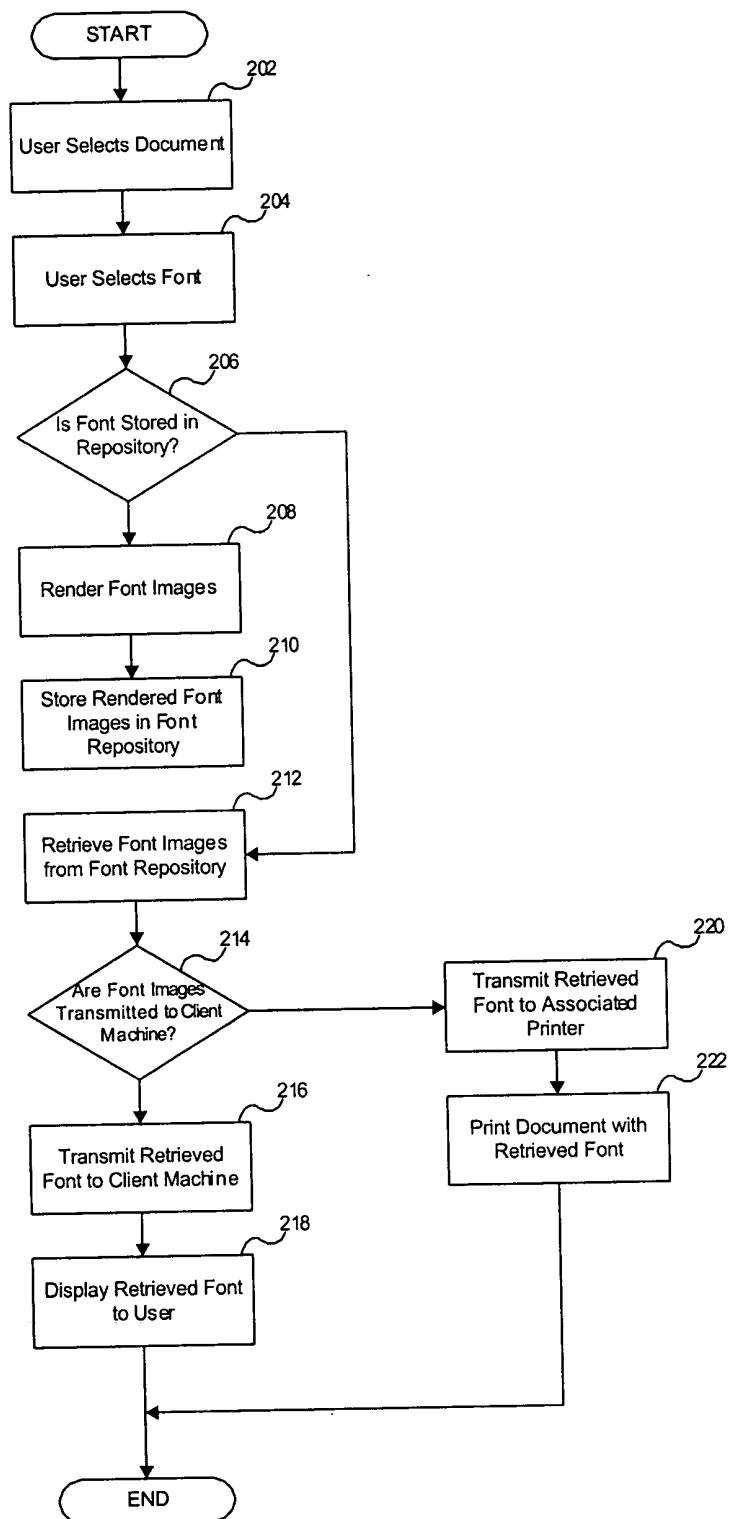 START
202
User Selects Document
204
User Selects Font
206
Is Font Stored in
Repository?
208
Render Font Images
210
Store Rendered Font
Images in Font
Repository
212
Retrieve Font Images
from Font Repository
214
Are Font Images
Transmitted to Client
Machine?
220
Transmit Retrieved
Font to Associated
Printer
222
Print Document with
Retrieved Font
216
Transmit Retrieved
Font to Client Machine
218
Display Retrieved Font
to User
END